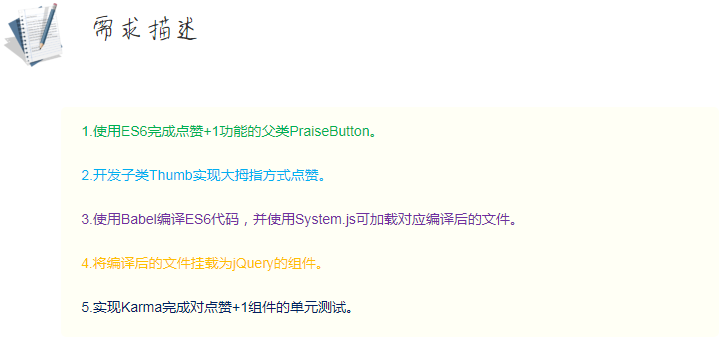 需求描述
1.使用ES6完成点赞+1功能的父类PraiseButton。
2.开发子类Thumb实现大拇指方式点赞。
3.使用Babel编译ES6代码，并使用System.js可加载对应编译后的文件。
4.将编译后的文件挂载为jQuery的组件。
5.实现Karma完成对点赞+1组件的单元测试。